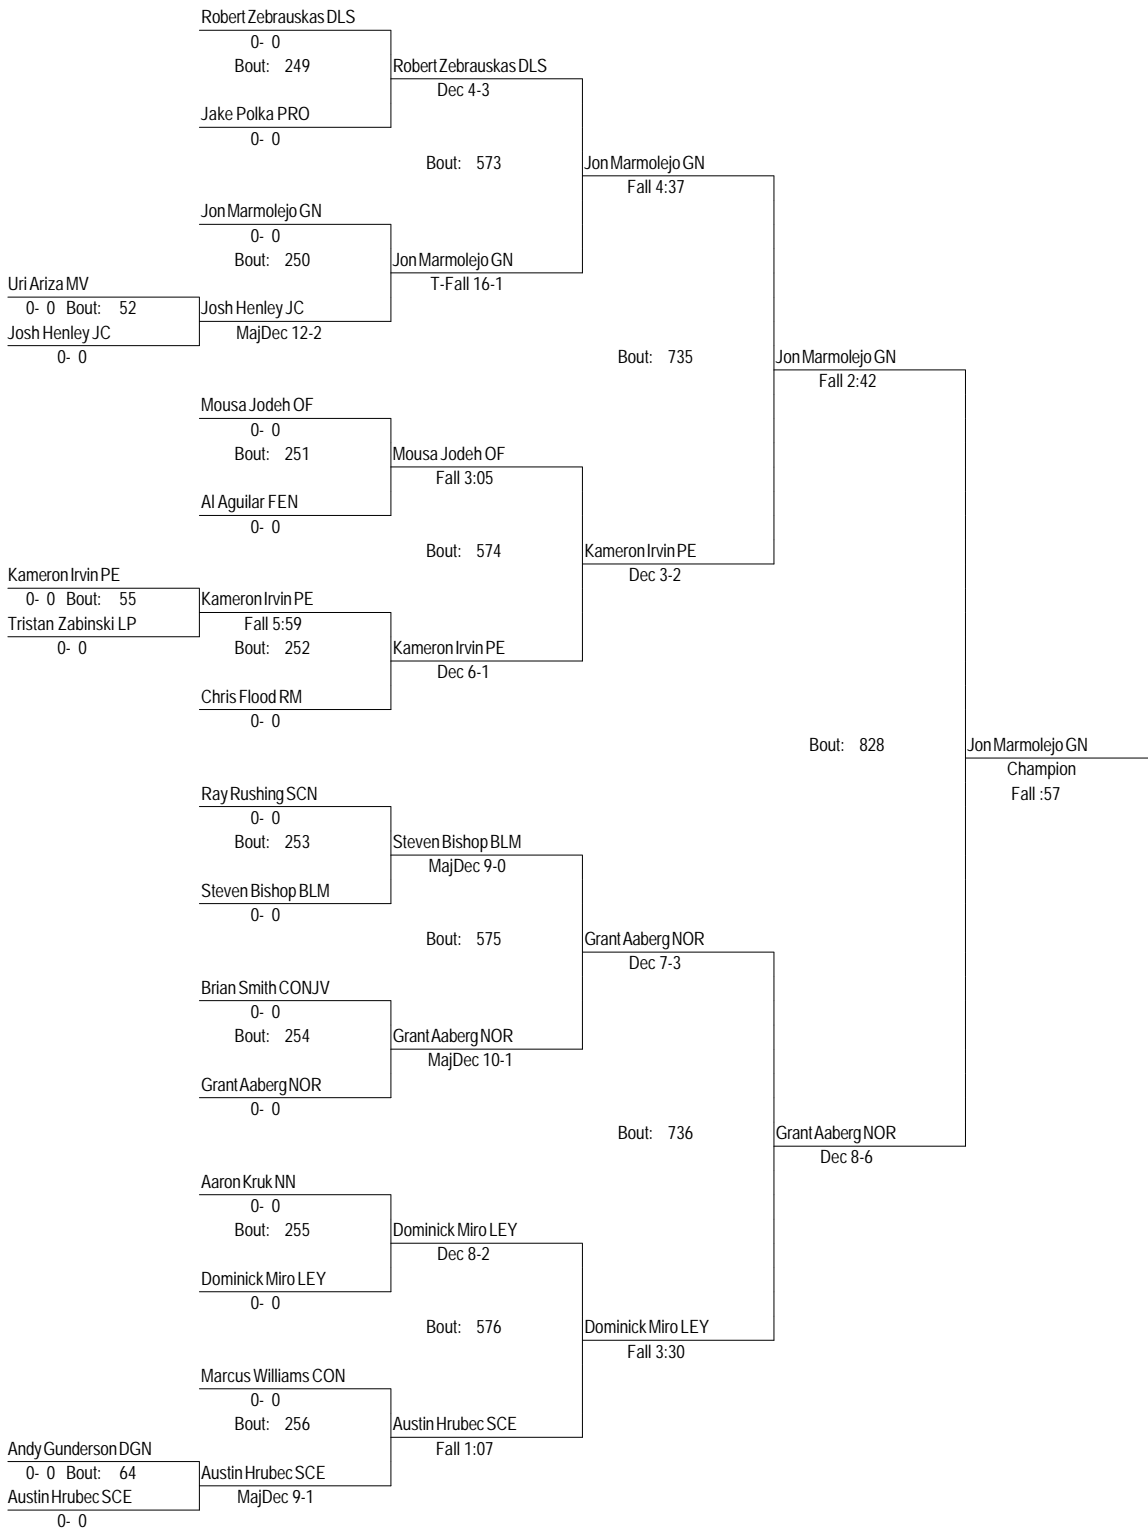 Robert Zebrauskas DLS
0- 0
Bout: 249
Robert Zebrauskas DLS
Dec 4-3
Jake Polka PRO
0- 0
Bout: 573
Jon Marmolejo GN
Fall 4:37
Jon Marmolejo GN
0- 0
Bout: 250
Jon Marmolejo GN
T-Fall 16-1
Uri Ariza MV
0- 0 Bout: 52
Josh Henley JC
MajDec 12-2
Josh Henley JC
0- 0
Bout: 735
Jon Marmolejo GN
Fall 2:42
Mousa Jodeh OF
0- 0
Bout: 251
Mousa Jodeh OF
Fall 3:05
Al Aguilar FEN
0- 0
Bout: 574
Kameron Irvin PE
Dec 3-2
Kameron Irvin PE
0- 0 Bout: 55
Kameron Irvin PE
Fall 5:59
Tristan Zabinski LP
0- 0
Bout: 252
Kameron Irvin PE
Dec 6-1
Chris Flood RM
0- 0
Bout: 828
Jon Marmolejo GN
Champion
Fall :57
Ray Rushing SCN
0- 0
Bout: 253
Steven Bishop BLM
MajDec 9-0
Steven Bishop BLM
0- 0
Bout: 575
Grant Aaberg NOR
Dec 7-3
Brian Smith CONJV
0- 0
Bout: 254
Grant Aaberg NOR
MajDec 10-1
Grant Aaberg NOR
0- 0
Bout: 736
Grant Aaberg NOR
Dec 8-6
Aaron Kruk NN
0- 0
Bout: 255
Dominick Miro LEY
Dec 8-2
Dominick Miro LEY
0- 0
Bout: 576
Dominick Miro LEY
Fall 3:30
Marcus Williams CON
0- 0
Bout: 256
Austin Hrubec SCE
Fall 1:07
Andy Gunderson DGN
0- 0 Bout: 64
Austin Hrubec SCE
MajDec 9-1
Austin Hrubec SCE
0- 0